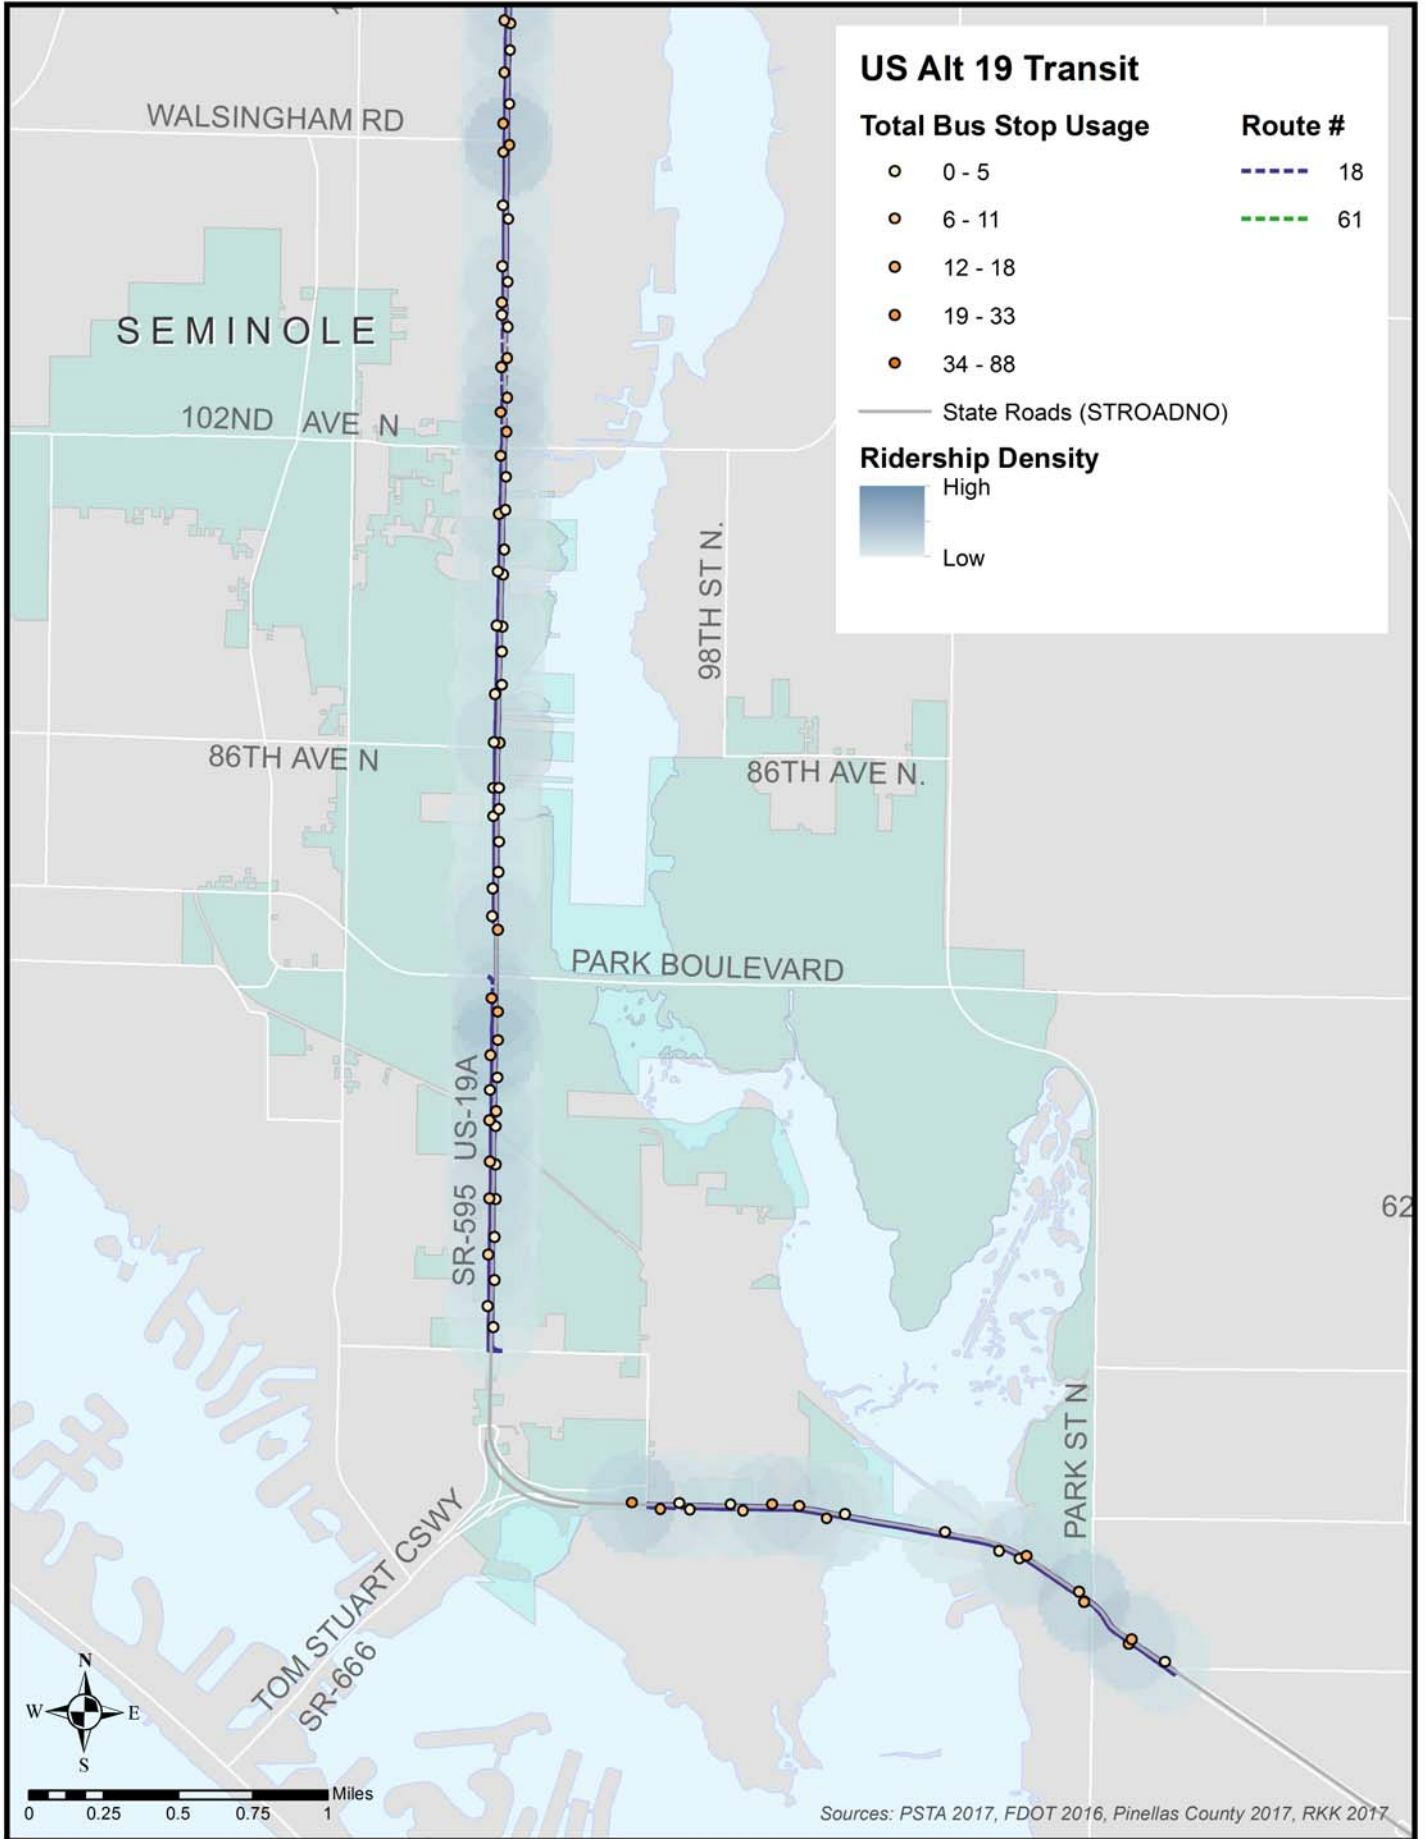 US Alt 19 Transit
Total Bus Stop Usage
Route #
0 - 5
18
6 - 11
61
12 - 18
19 - 33
34 - 88
State Roads (STROADNO)
Ridership Density
High
Low
WALSINGHAM RD
SEMINOLE
102ND AVE N
98TH ST N.
86TH AVE N
86TH AVE N.
PARK BOULEVARD
SR-595 US-19A
62
PARK ST N
TOM STUART CSWY
SR-666
N
W E
S
Miles
0 0.25 0.5 0.75 1
Sources: PSTA 2017, FDOT 2016, Pinellas County 2017, RKK 2017